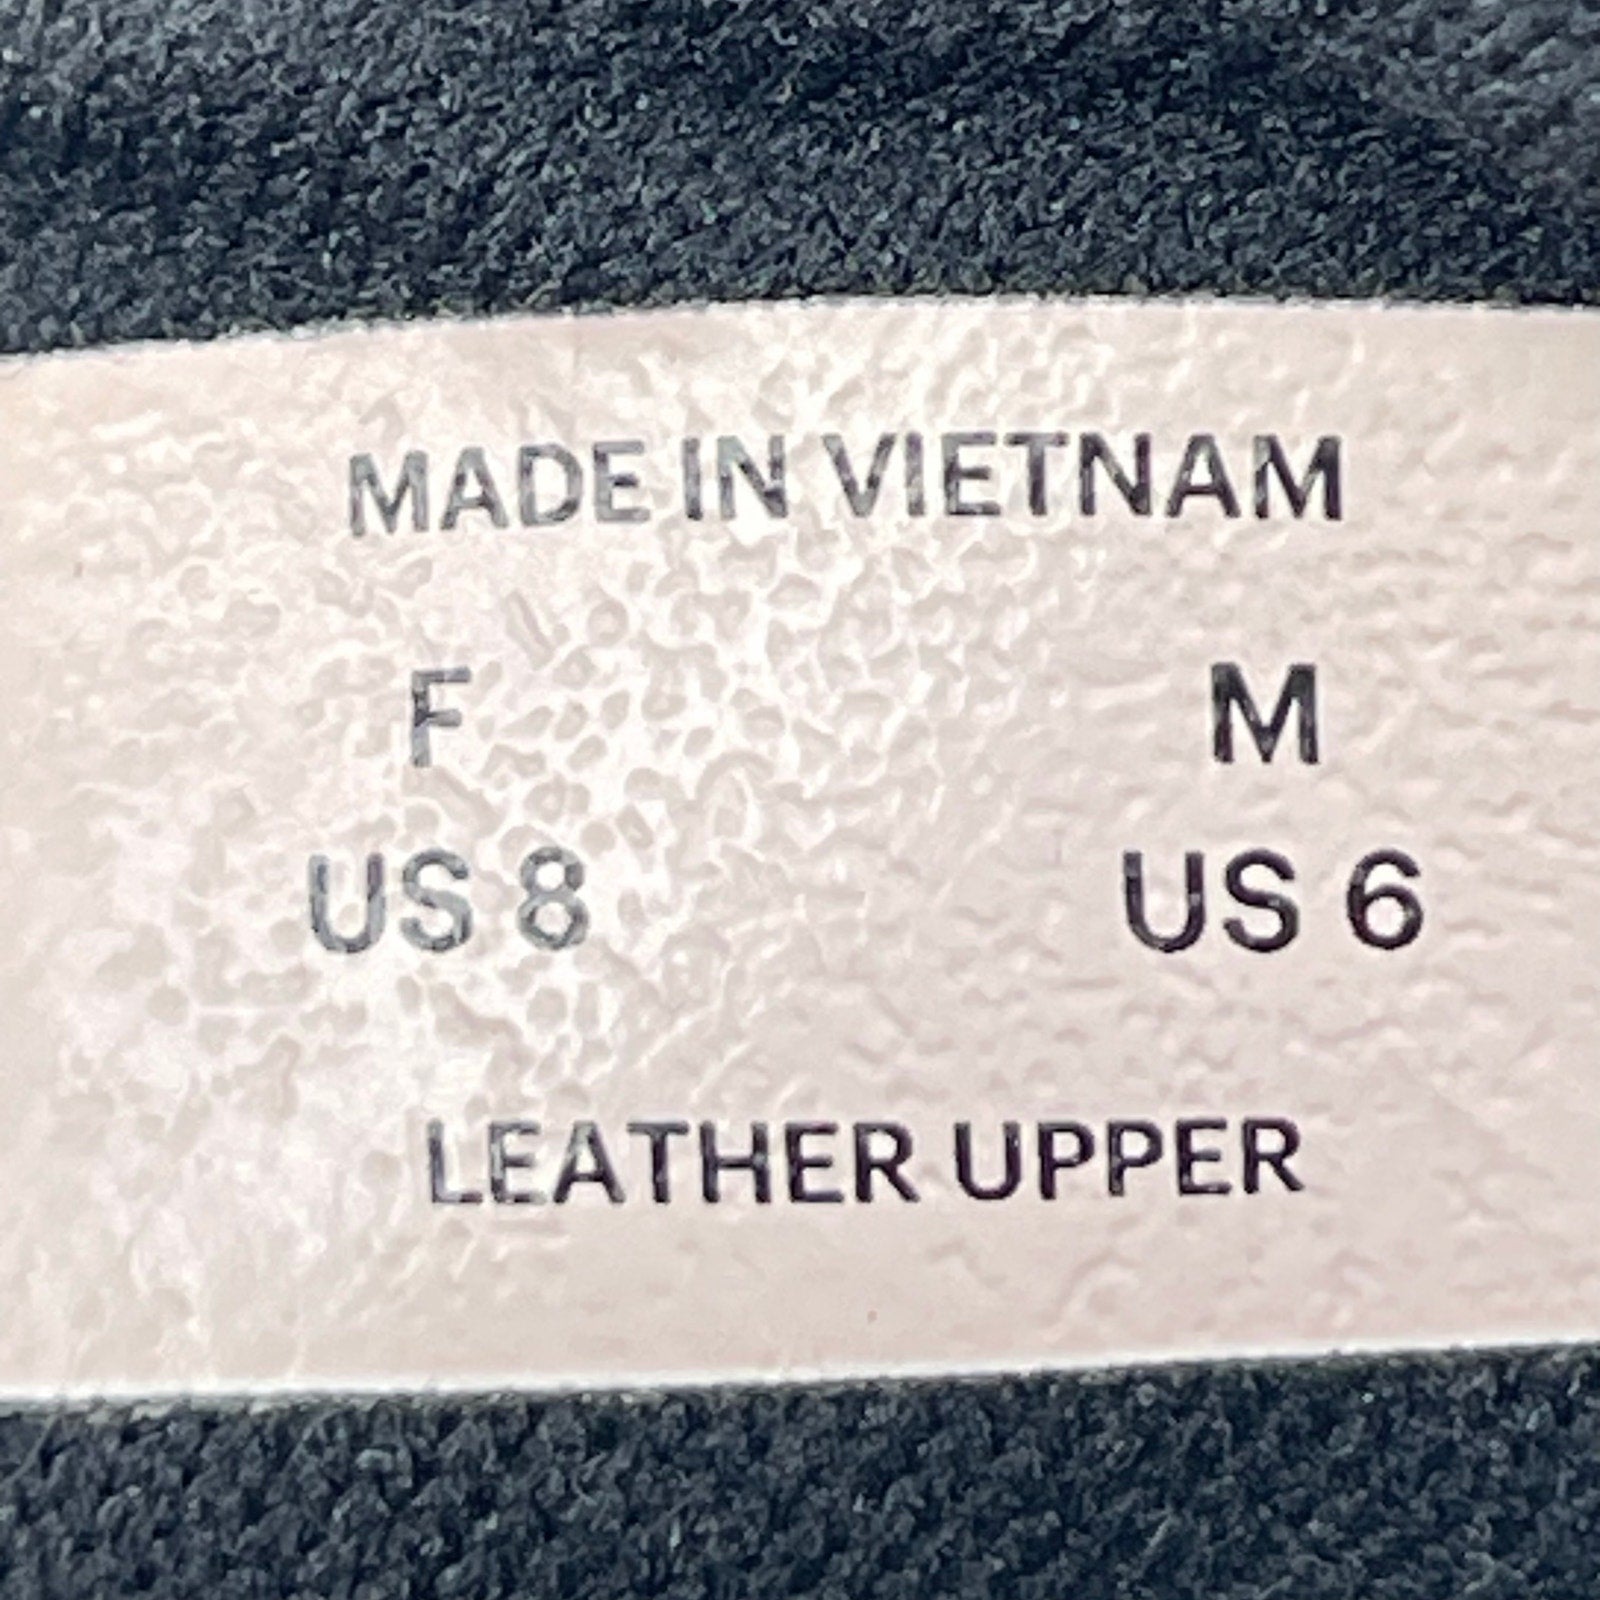 MADE IN VIETNAM
F M
US 8 US 6
LEATHER UPPER